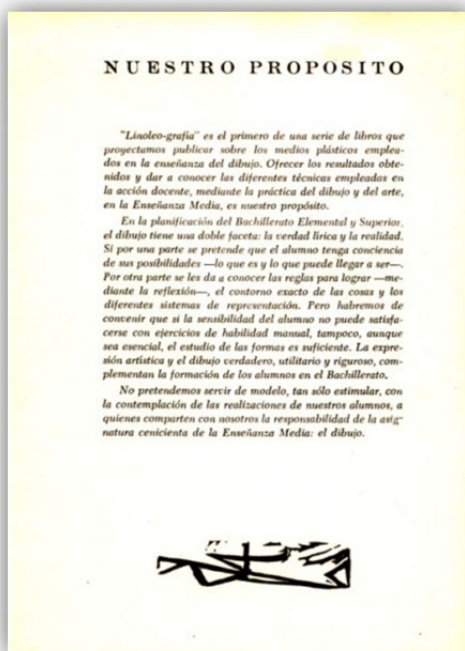 NUESTRO PROPOSITO
"Linoleo-grafía" es el primero de una serie de libros que
proyectamos publicar sobre los medios plásticos emplea-
dos en la enseñanza del dibujo. Ofrecer los resultados obte-
nidos y dar a conocer las diferentes técnicas empleadas en
la acción docente, mediante la práctica del dibujo y del arte,
en la Enseñanza Media, es nuestro propósito.
En la planificación del Bachillerato Elemental y Superior,
el dibujo tiene una doble faceta: la verdad lírica y la realidad.
Si por una parte se pretende que el alumno tenga conciencia
de sus posibilidades —lo que es y lo que puede llegar a ser—.
Por otra parte se les da a conocer las reglas para lograr —me-
diante la reflexión—, el contorno exacto de las cosas y los
diferentes sistemas de representación. Pero habremos de
convenir que si la sensibilidad del alumno no puede satisfa-
cerse con ejercicios de habilidad manual, tampoco, aunque
sea esencial, el estudio de las formas es suficiente. La expre-
sión artística y el dibujo verdadero, utilitario y riguroso, com-
plementan la formación de los alumnos en el Bachillerato.
No pretendemos servir de modelo, tan sólo estimular, con
la contemplación de las realizaciones de nuestros alumnos, a
quienes comparten con nosotros la responsabilidad de la asig-
natura cenicienta de la Enseñanza Media: el dibujo.